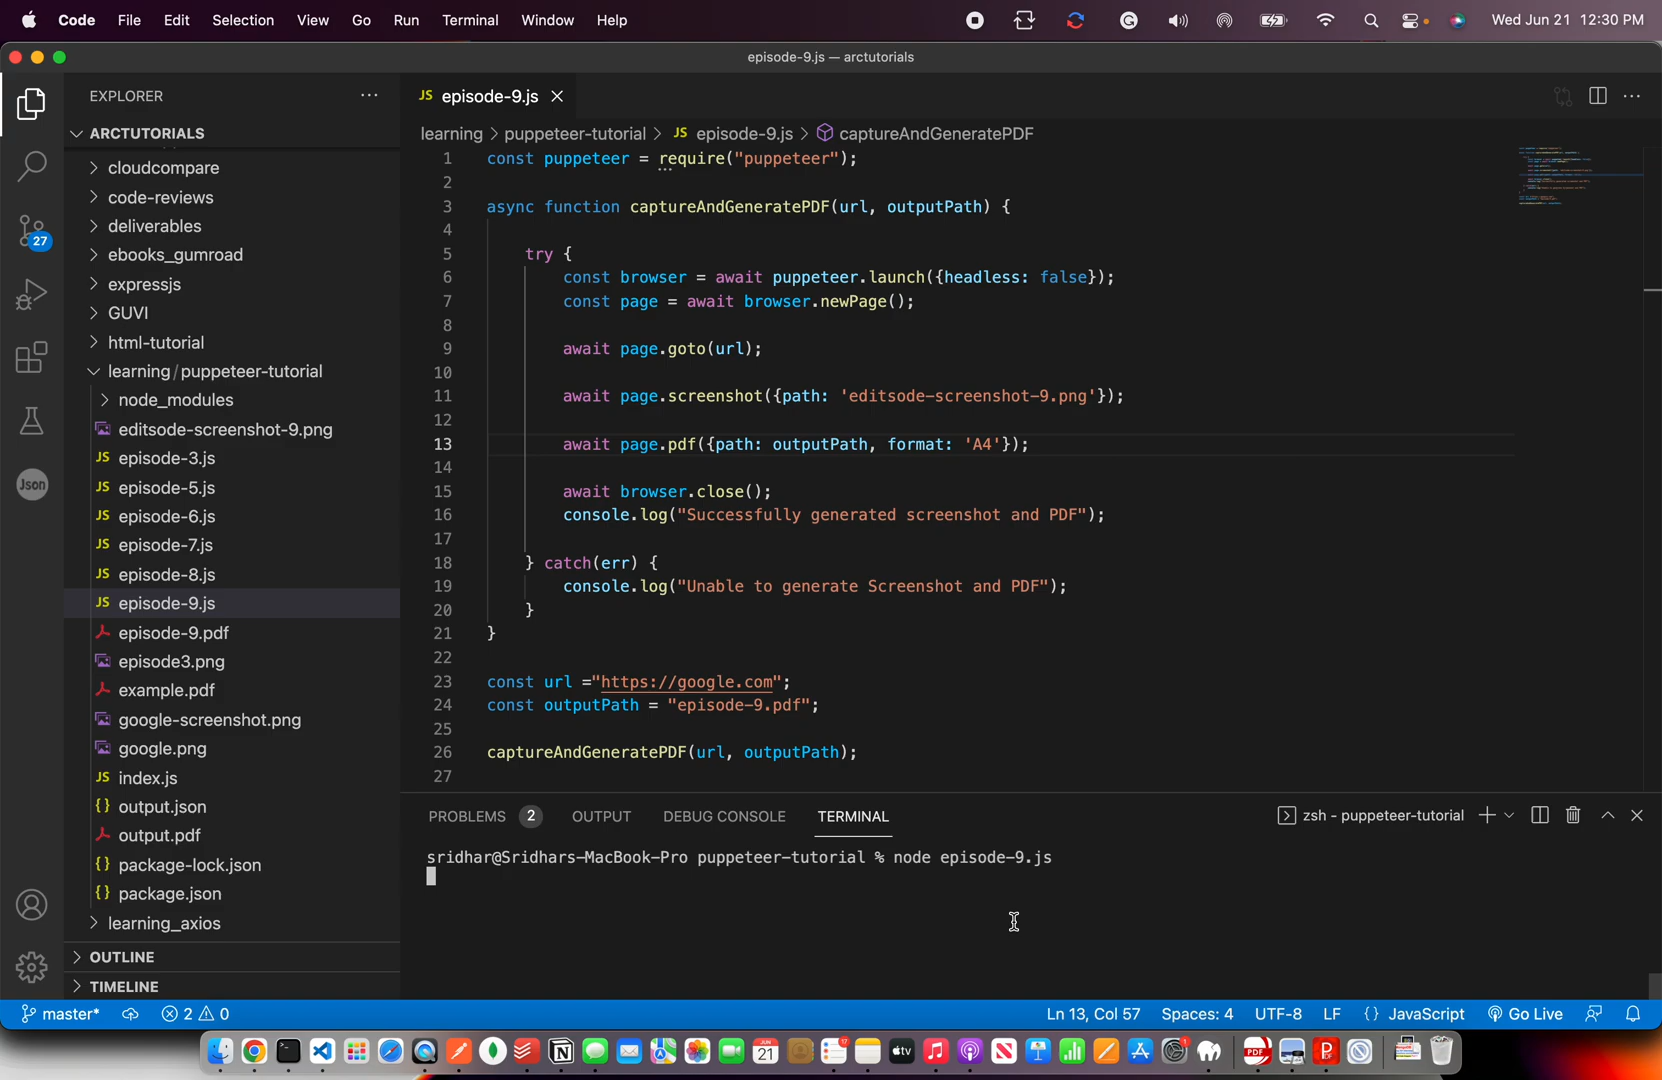 Code File Edit Selection View Go Run Terminal Window Help Wed Jun 21 12:30 PM
episode-9.js — arctutorials
EXPLORER
ARCTUTORIALS
cloudcompare
code-reviews
deliverables
ebooks_gumroad
expressjs
GUVI
html-tutorial
learning/puppeteer-tutorial
node_modules
editsode-screenshot-9.png
JS episode-3.js
JS episode-5.js
JS episode-6.js
JS episode-7.js
JS episode-8.js
JS episode-9.js
episode-9.pdf
episode3.png
example.pdf
google-screenshot.png
google.png
JS index.js
{} output.json
output.pdf
{} package-lock.json
{} package.json
learning_axios
OUTLINE
TIMELINE
27
Json
JS episode-9.js
learning > puppeteer-tutorial > JS episode-9.js > captureAndGeneratePDF
1 const puppeteer = require("puppeteer");
2
3 async function captureAndGeneratePDF(url, outputPath) {
4
5 try {
6 const browser = await puppeteer.launch({headless: false});
7 const page = await browser.newPage();
8
9 await page.goto(url);
10
11 await page.screenshot({path: 'editsode-screenshot-9.png'});
12
13 await page.pdf({path: outputPath, format: 'A4'});
14
15 await browser.close();
16 console.log("Successfully generated screenshot and PDF");
17
18 } catch(err) {
19 console.log("Unable to generate Screenshot and PDF");
20 }
21 }
22
23 const url ="https://google.com";
24 const outputPath = "episode-9.pdf";
25
26 captureAndGeneratePDF(url, outputPath);
27
PROBLEMS 2 OUTPUT DEBUG CONSOLE TERMINAL zsh - puppeteer-tutorial
sridhar@Sridhars-MacBook-Pro puppeteer-tutorial % node episode-9.js
master* 2 0 Ln 13, Col 57 Spaces: 4 UTF-8 LF {} JavaScript Go Live